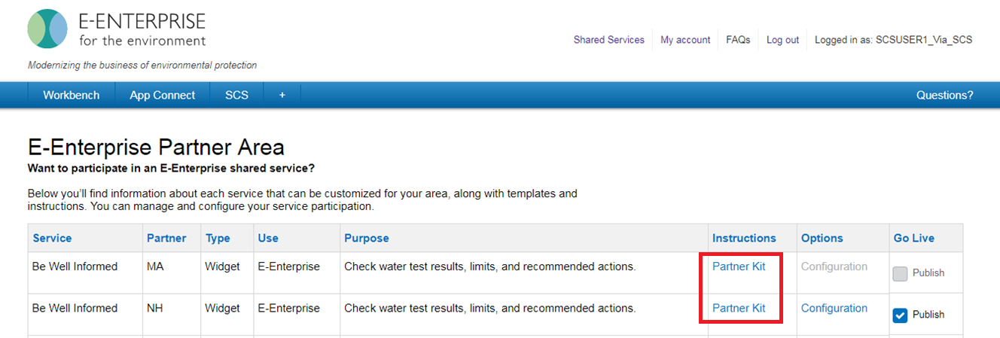 E-ENTERPRISE
for the environment
Shared Services My account FAQs Log out Logged in as: SCSUSER1_Via_SCS
Modernizing the business of environmental protection
Workbench App Connect SCS + Questions?
E-Enterprise Partner Area
Want to participate in an E-Enterprise shared service?
Below you'll find information about each service that can be customized for your area, along with templates and
instructions. You can manage and configure your service participation.
Service Partner Type Use Purpose Instructions Options Go Live
Be Well Informed MA Widget E-Enterprise Check water test results, limits, and recommended actions. Partner Kit Configuration Publish
Be Well Informed NH Widget E-Enterprise Check water test results, limits, and recommended actions. Partner Kit Configuration Publish